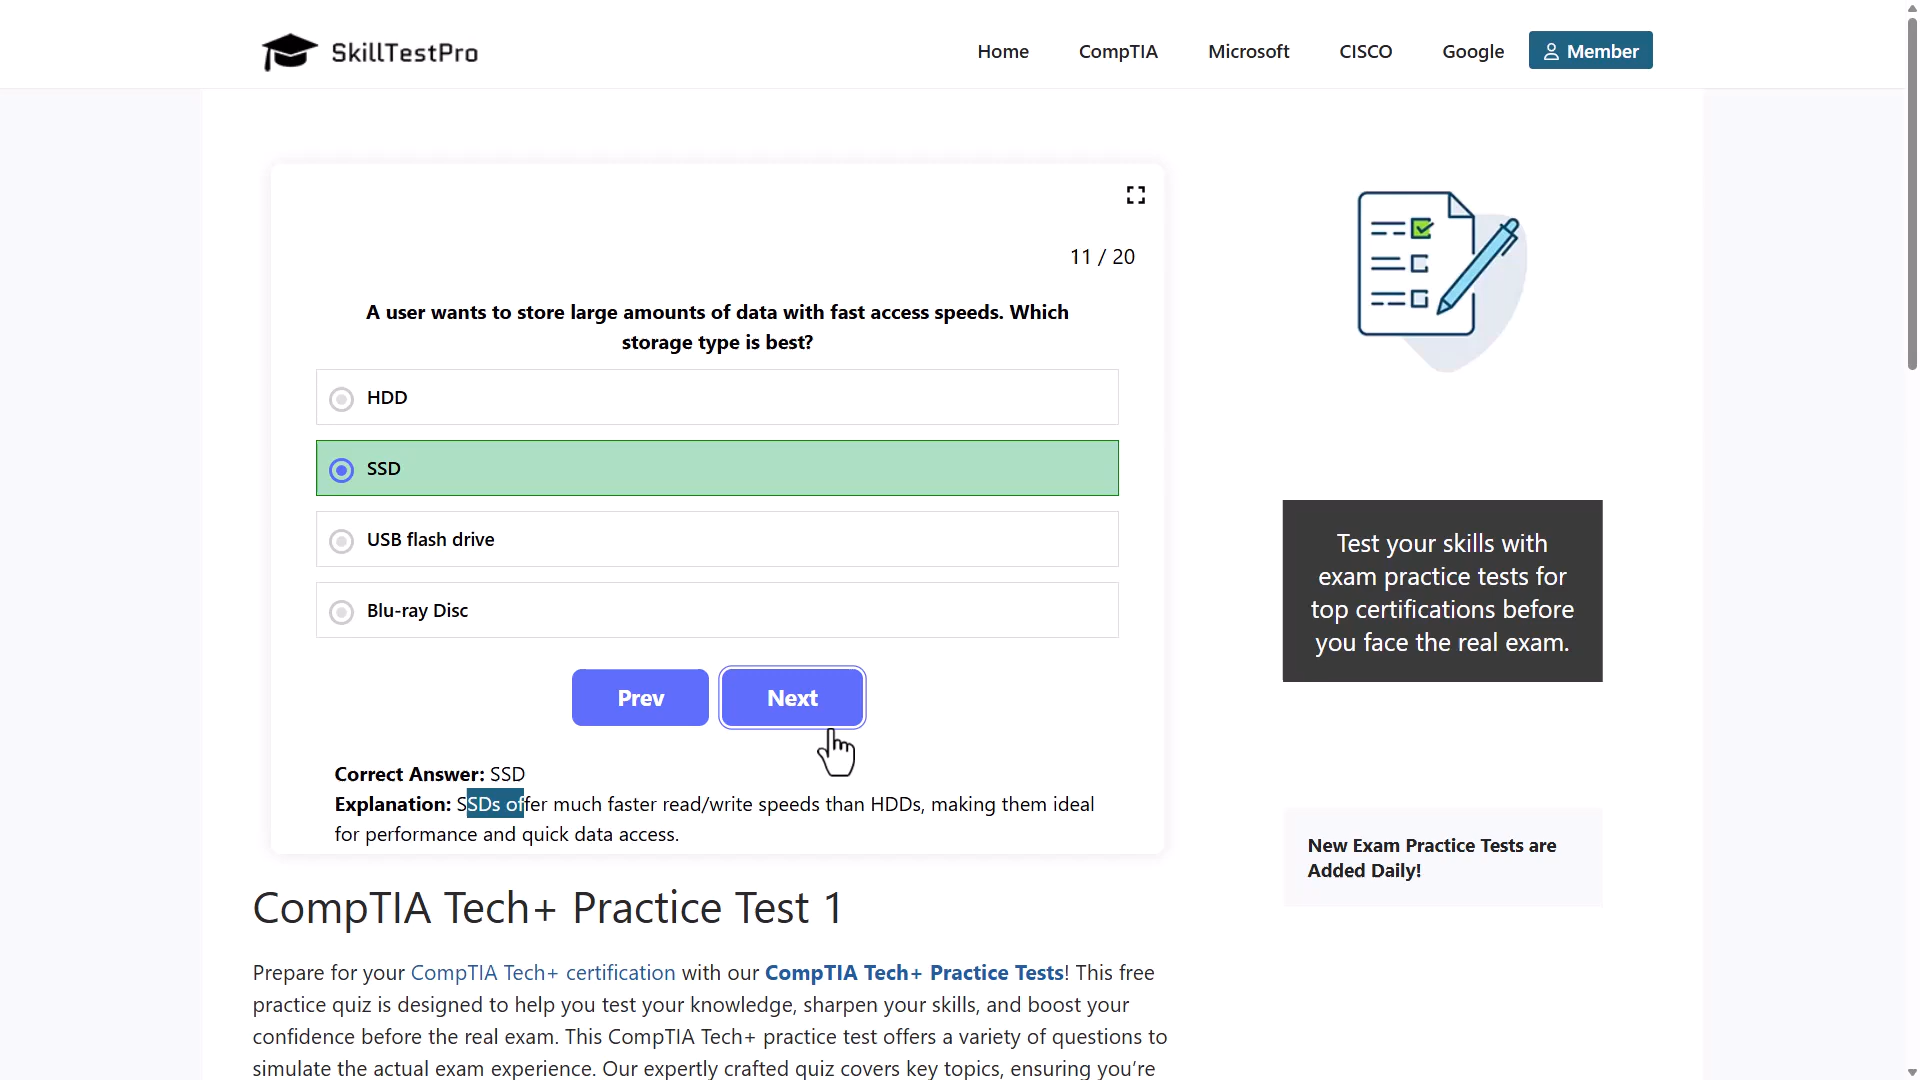 SkillTestPro
Home
CompTIA
Microsoft
CISCO
Google
Member
11 / 20
A user wants to store large amounts of data with fast access speeds. Which
storage type is best?
HDD
SSD
USB flash drive
Blu-ray Disc
Prev
Next
Correct Answer: SSD
Explanation: SSDs offer much faster read/write speeds than HDDs, making them ideal
for performance and quick data access.
Test your skills with
exam practice tests for
top certifications before
you face the real exam.
New Exam Practice Tests are
Added Daily!
CompTIA Tech+ Practice Test 1
Prepare for your CompTIA Tech+ certification with our CompTIA Tech+ Practice Tests! This free
practice quiz is designed to help you test your knowledge, sharpen your skills, and boost your
confidence before the real exam. This CompTIA Tech+ practice test offers a variety of questions to
simulate the actual exam experience. Our expertly crafted quiz covers key topics, ensuring you’re